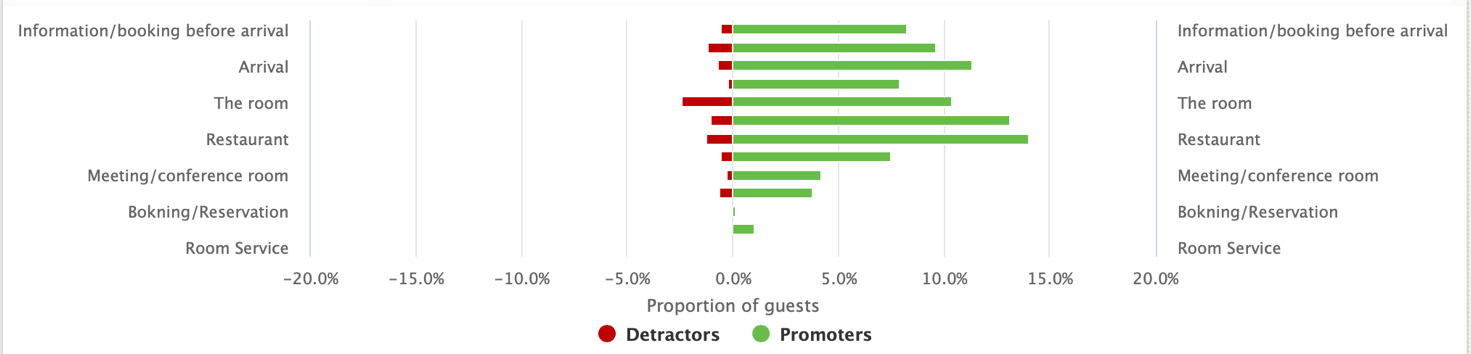 Information/booking before arrival
Information/booking before arrival
Arrival
Arrival
The room
The room
Restaurant
Restaurant
Meeting/conference room
Meeting/conference room
Bokning/Reservation
Bokning/Reservation
Room Service
Room Service
−20.0% −15.0% −10.0% −5.0% 0.0% 5.0% 10.0% 15.0% 20.0%
Proportion of guests
Detractors Promoters